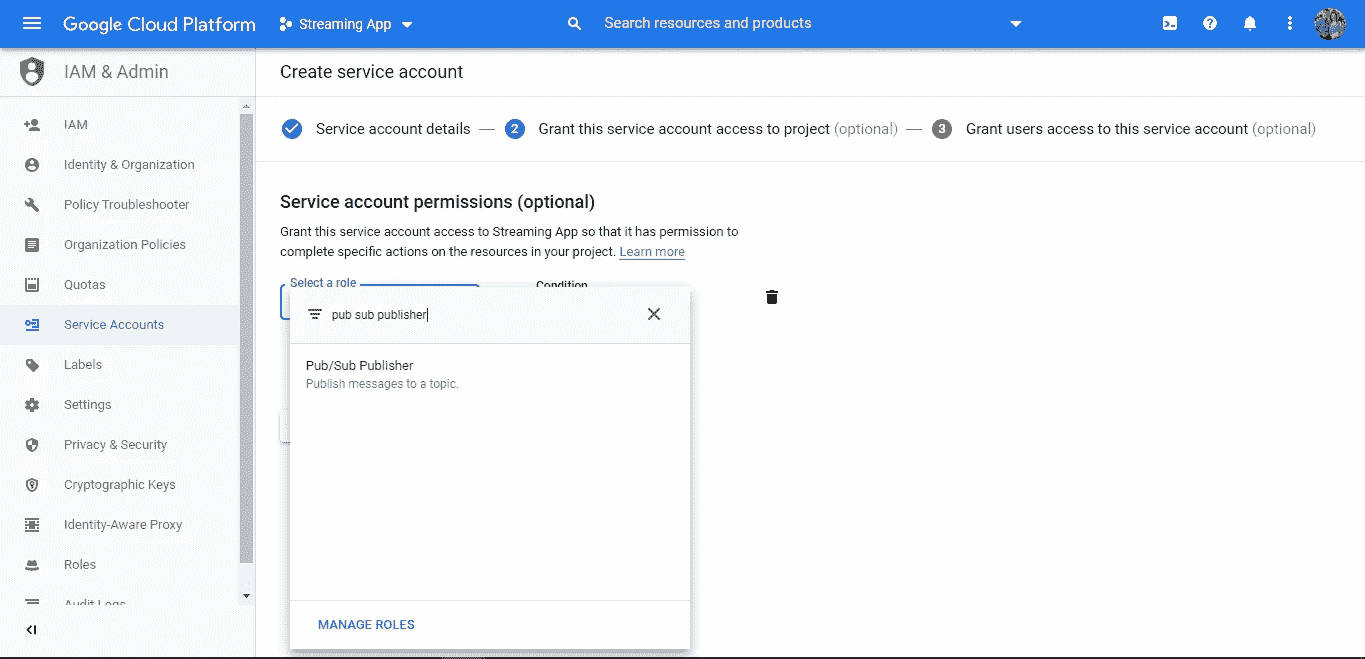 Google Cloud Platform
Streaming App
Search resources and products
IAM & Admin
IAM
Identity & Organization
Policy Troubleshooter
Organization Policies
Quotas
Service Accounts
Labels
Settings
Privacy & Security
Cryptographic Keys
Identity-Aware Proxy
Roles
Audit Logs
Create service account
Service account details — 2 Grant this service account access to project (optional) — 3 Grant users access to this service account (optional)
Service account permissions (optional)
Grant this service account access to Streaming App so that it has permission to
complete specific actions on the resources in your project. Learn more
Select a role
Condition
pub sub publisher
Pub/Sub Publisher
Publish messages to a topic.
MANAGE ROLES